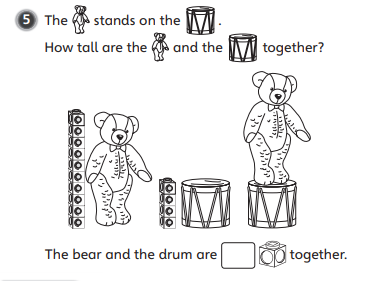 5 The stands on the .
How tall are the and the together?
The bear and the drum are together.